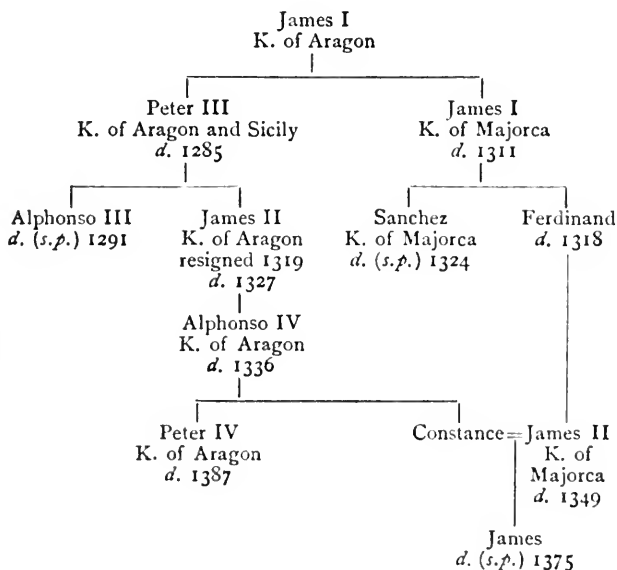 James I
K. of Aragon
Peter III
K. of Aragon and Sicily
d. 1285
James I
K. of Majorca
d. 1311
Alphonso III
d. (s.p.) 1291
James II
K. of Aragon
resigned 1319
d. 1327
Sanchez
K. of Majorca
d. (s.p.) 1324
Ferdinand
d. 1318
Alphonso IV
K. of Aragon
d. 1336
Peter IV
K. of Aragon
d. 1387
Constance=James II
K. of
Majorca
d. 1349
James
d. (s.p.) 1375